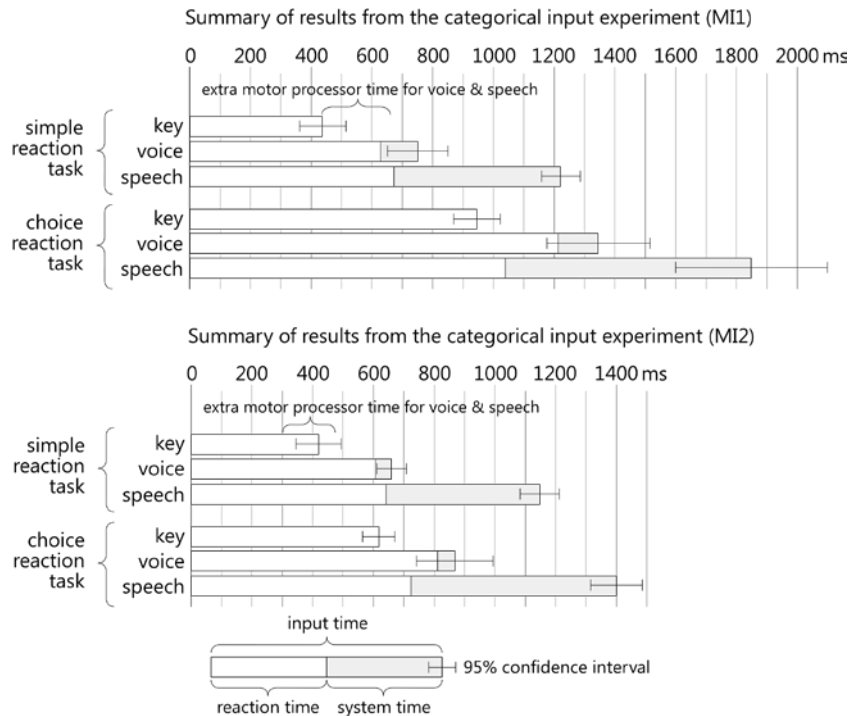 Summary of results from the categorical input experiment (MI1)
0 200 400 600 800 1000 1200 1400 1600 1800 2000 ms
extra motor processor time for voice & speech
simple
reaction
task
key
voice
speech
choice
reaction
task
key
voice
speech
Summary of results from the categorical input experiment (MI2)
0 200 400 600 800 1000 1200 1400 ms
extra motor processor time for voice & speech
simple
reaction
task
key
voice
speech
choice
reaction
task
key
voice
speech
input time
95% confidence interval
reaction time system time